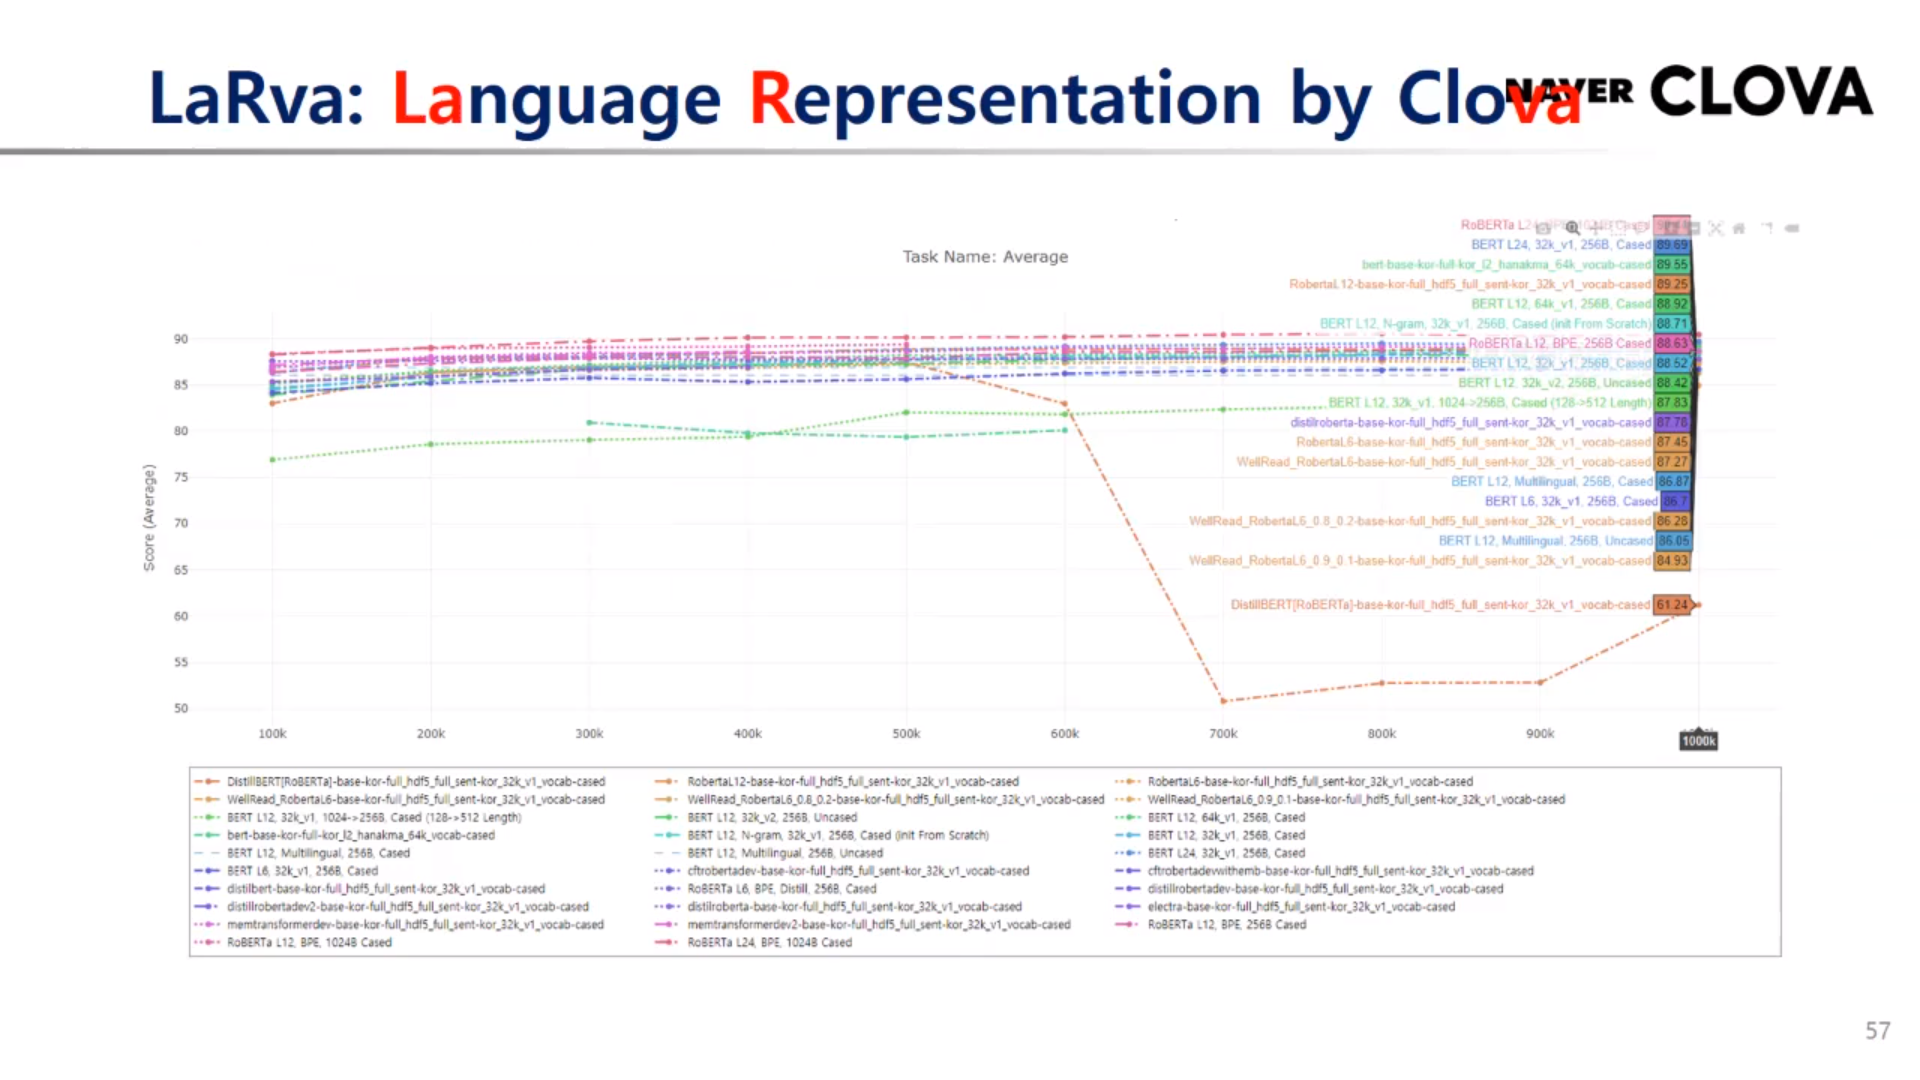 LaRva: Language Representation by Clova
NAVER CLOVA
Task Name: Average
RoBERTa L24, BPE, 1024B Cased
BERT L24, 32k_v1, 256B, Cased 89.69
bert-base-kor-full-kor_l2_hanakma_64k_vocab-cased 89.55
RobertaL12-base-kor-full_hdf5_full_sent-kor_32k_v1_vocab-cased 89.25
BERT L12, 64k_v1, 256B, Cased 88.92
BERT L12, N-gram, 32k_v1, 256B, Cased (Init From Scratch) 88.71
RoBERTa L12, BPE, 256B Cased 88.63
BERT L12, 32k_v1, 256B, Cased 88.52
BERT L12, 32k_v2, 256B, Uncased 88.42
BERT L12, 32k_v1, 1024->256B, Cased (128->512 Length) 87.83
distilroberta-base-kor-full_hdf5_full_sent-kor_32k_v1_vocab-cased 87.78
RobertaL6-base-kor-full_hdf5_full_sent-kor_32k_v1_vocab-cased 87.45
WellRead_RobertaL6-base-kor-full_hdf5_full_sent-kor_32k_v1_vocab-cased 87.27
BERT L12, Multilingual, 256B, Cased 86.87
BERT L6, 32k_v1, 256B, Cased 86.7
WellRead_RobertaL6_0.8_0.2-base-kor-full_hdf5_full_sent-kor_32k_v1_vocab-cased 86.28
BERT L12, Multilingual, 256B, Uncased 86.05
WellRead_RobertaL6_0.9_0.1-base-kor-full_hdf5_full_sent-kor_32k_v1_vocab-cased 84.93
DistillBERT[RoBERTa]-base-kor-full_hdf5_full_sent-kor_32k_v1_vocab-cased 61.24
Score (Average)
90
85
80
75
70
65
60
55
50
100k 200k 300k 400k 500k 600k 700k 800k 900k 1000k
DistillBERT[RoBERTa]-base-kor-full_hdf5_full_sent-kor_32k_v1_vocab-cased RobertaL12-base-kor-full_hdf5_full_sent-kor_32k_v1_vocab-cased RobertaL6-base-kor-full_hdf5_full_sent-kor_32k_v1_vocab-cased
WellRead_RobertaL6-base-kor-full_hdf5_full_sent-kor_32k_v1_vocab-cased WellRead_RobertaL6_0.8_0.2-base-kor-full_hdf5_full_sent-kor_32k_v1_vocab-cased WellRead_RobertaL6_0.9_0.1-base-kor-full_hdf5_full_sent-kor_32k_v1_vocab-cased
BERT L12, 32k_v1, 1024->256B, Cased (128->512 Length) BERT L12, 32k_v2, 256B, Uncased BERT L12, 64k_v1, 256B, Cased
bert-base-kor-full-kor_l2_hanakma_64k_vocab-cased BERT L12, N-gram, 32k_v1, 256B, Cased (Init From Scratch) BERT L12, 32k_v1, 256B, Cased
BERT L12, Multilingual, 256B, Cased BERT L12, Multilingual, 256B, Uncased BERT L24, 32k_v1, 256B, Cased
BERT L6, 32k_v1, 256B, Cased cftrobertadev-base-kor-full_hdf5_full_sent-kor_32k_v1_vocab-cased cftrobertadevwithemb-base-kor-full_hdf5_full_sent-kor_32k_v1_vocab-cased
distilbert-base-kor-full_hdf5_full_sent-kor_32k_v1_vocab-cased RoBERTa L6, BPE, Distill, 256B, Cased distillrobertadev-base-kor-full_hdf5_full_sent-kor_32k_v1_vocab-cased
distillrobertadev2-base-kor-full_hdf5_full_sent-kor_32k_v1_vocab-cased distilroberta-base-kor-full_hdf5_full_sent-kor_32k_v1_vocab-cased electra-base-kor-full_hdf5_full_sent-kor_32k_v1_vocab-cased
memtransformerdev-base-kor-full_hdf5_full_sent-kor_32k_v1_vocab-cased memtransformerdev2-base-kor-full_hdf5_full_sent-kor_32k_v1_vocab-cased RoBERTa L12, BPE, 256B Cased
RoBERTa L12, BPE, 1024B Cased RoBERTa L24, BPE, 1024B Cased
57